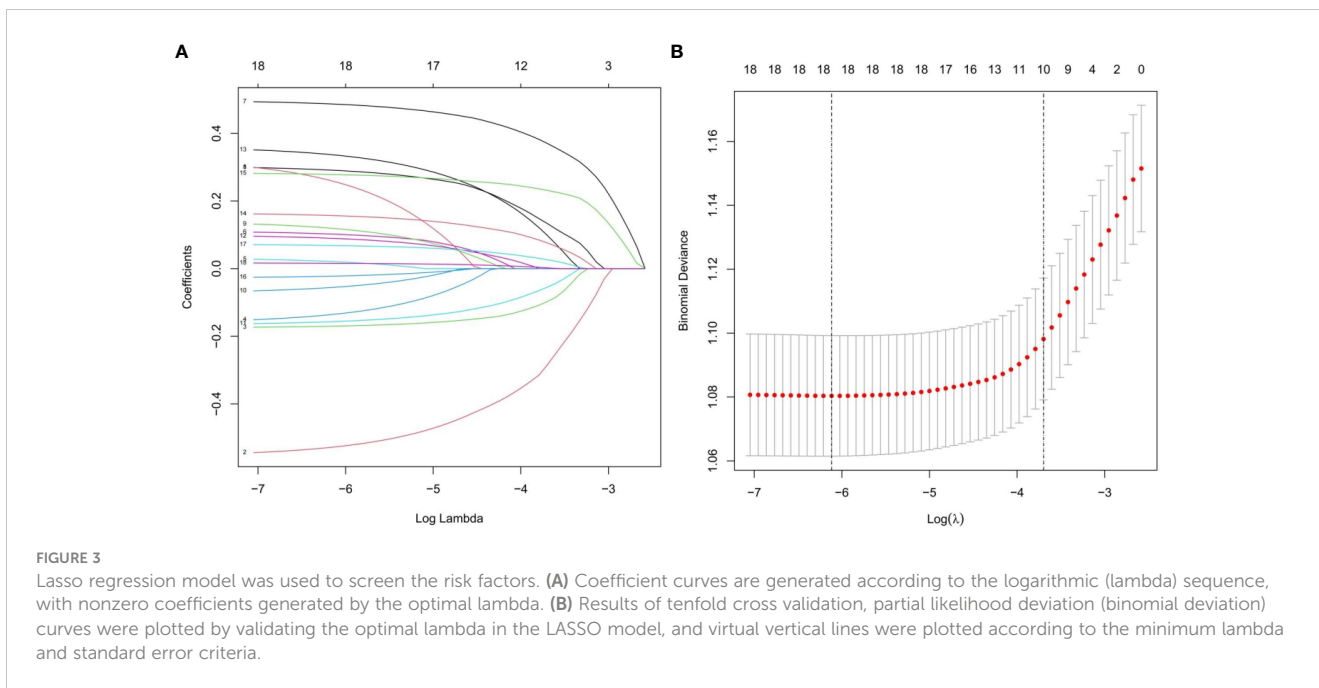 A
18 18 17 12 3
0.4
0.2
0.0
−0.2
−0.4
Coefficients
7
13
15
14
9
12
17
5
18
16
10
4
11
3
2
−7 −6 −5 −4 −3
Log Lambda
B
18 18 18 18 18 18 18 18 17 16 13 11 10 9 4 2 0
1.16
1.14
1.12
1.10
1.08
1.06
Binomial Deviance
−7 −6 −5 −4 −3
Log(λ)
FIGURE 3
Lasso regression model was used to screen the risk factors. (A) Coefficient curves are generated according to the logarithmic (lambda) sequence,
with nonzero coefficients generated by the optimal lambda. (B) Results of tenfold cross validation, partial likelihood deviation (binomial deviation)
curves were plotted by validating the optimal lambda in the LASSO model, and virtual vertical lines were plotted according to the minimum lambda
and standard error criteria.